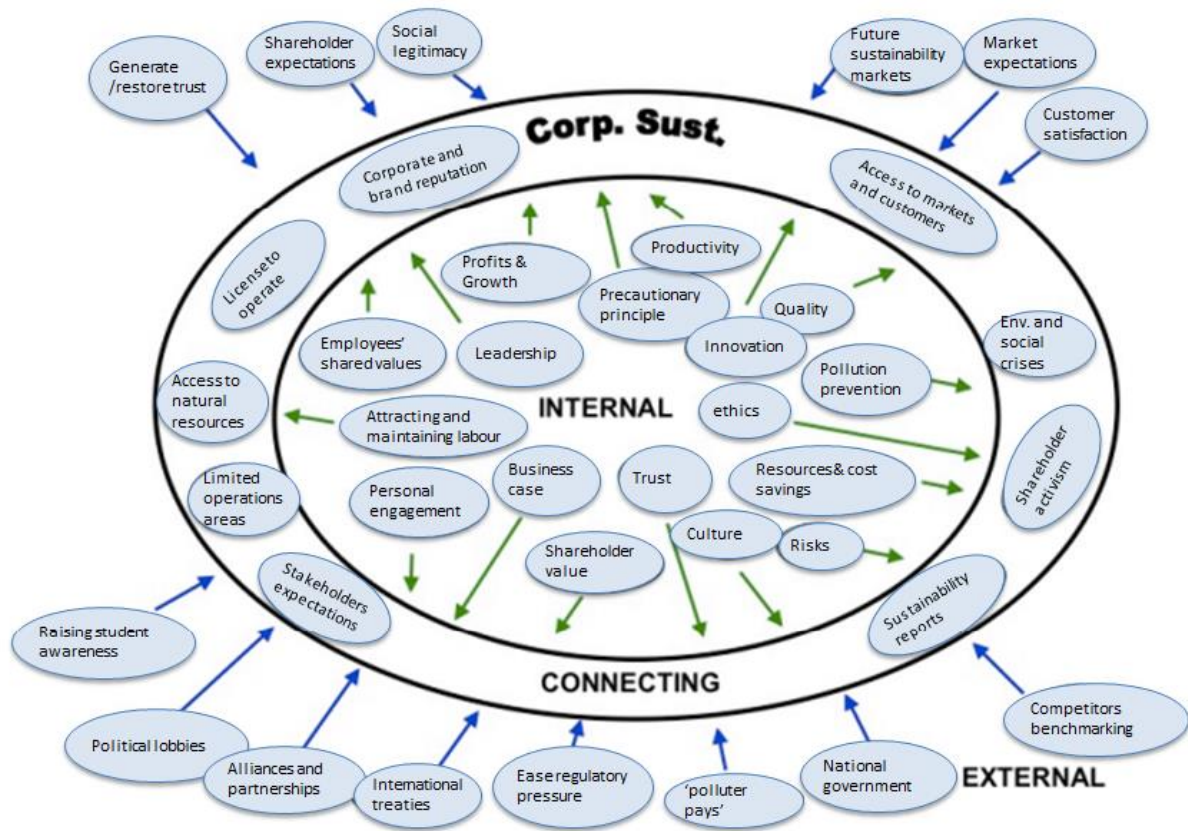 Social
legitimacy
Shareholder
expectations
Generate
/restore trust
Future
sustainability
markets
Market
expectations
Customer
satisfaction
Corp. Sust.
Corporate and
brand reputation
Access to markets
and customers
License to
operate
Productivity
Profits &
Growth
Precautionary
principle
Quality
Innovation
Employees'
shared values
Leadership
Env. and
social
crises
Pollution
prevention
Access to
natural
resources
INTERNAL
ethics
Attracting and
maintaining labour
Business
case
Trust
Resources & cost
savings
Shareholder
activism
Limited
operations
areas
Personal
engagement
Culture
Risks
Shareholder
value
Stakeholders
expectations
Sustainability
reports
Raising student
awareness
CONNECTING
Political lobbies
Alliances and
partnerships
International
treaties
Ease regulatory
pressure
'polluter
pays'
National
government
Competitors
benchmarking
EXTERNAL